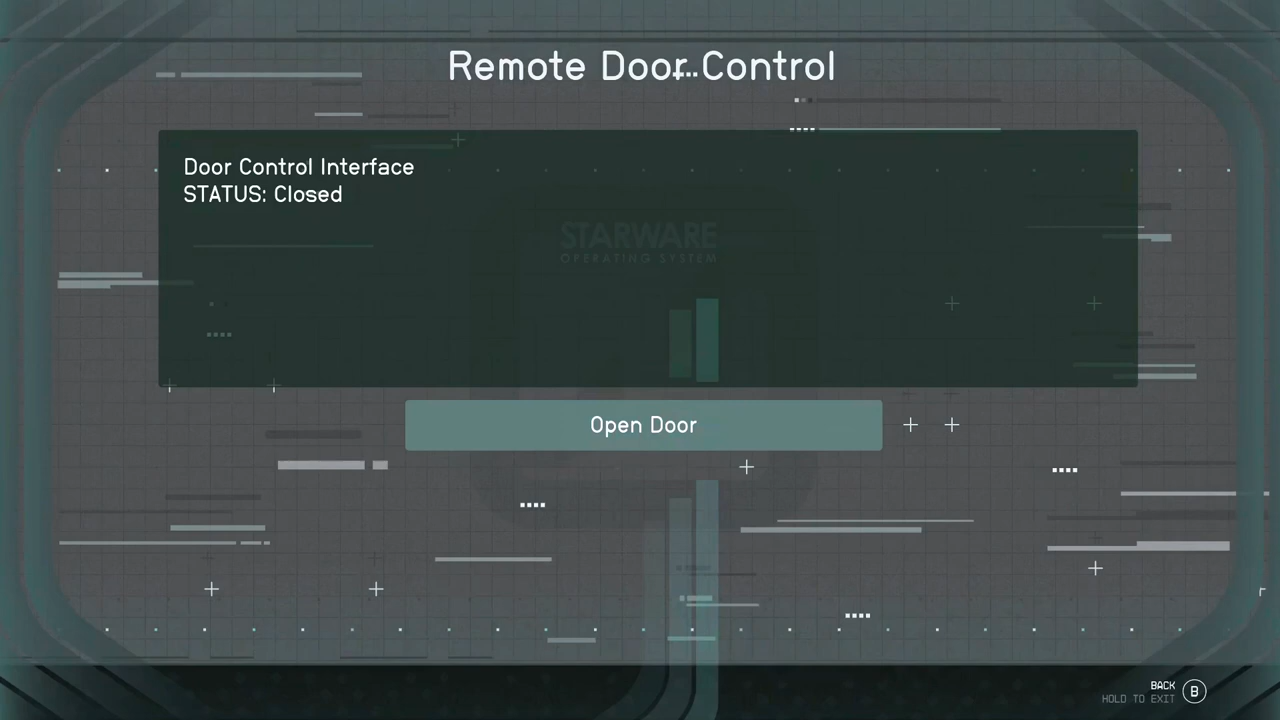 Remote Door Control
Door Control Interface
STATUS: Closed
STARWARE
OPERATING SYSTEM
Open Door
BACK
HOLD TO EXIT
B